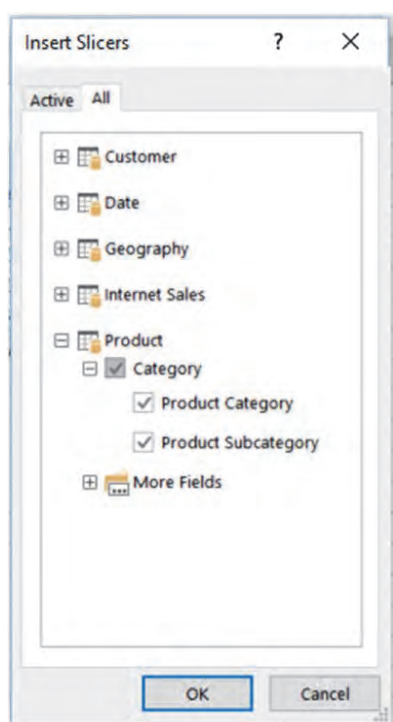 Insert Slicers ? ×
Active All
Customer
Date
Geography
Internet Sales
Product
Category
Product Category
Product Subcategory
More Fields
OK Cancel